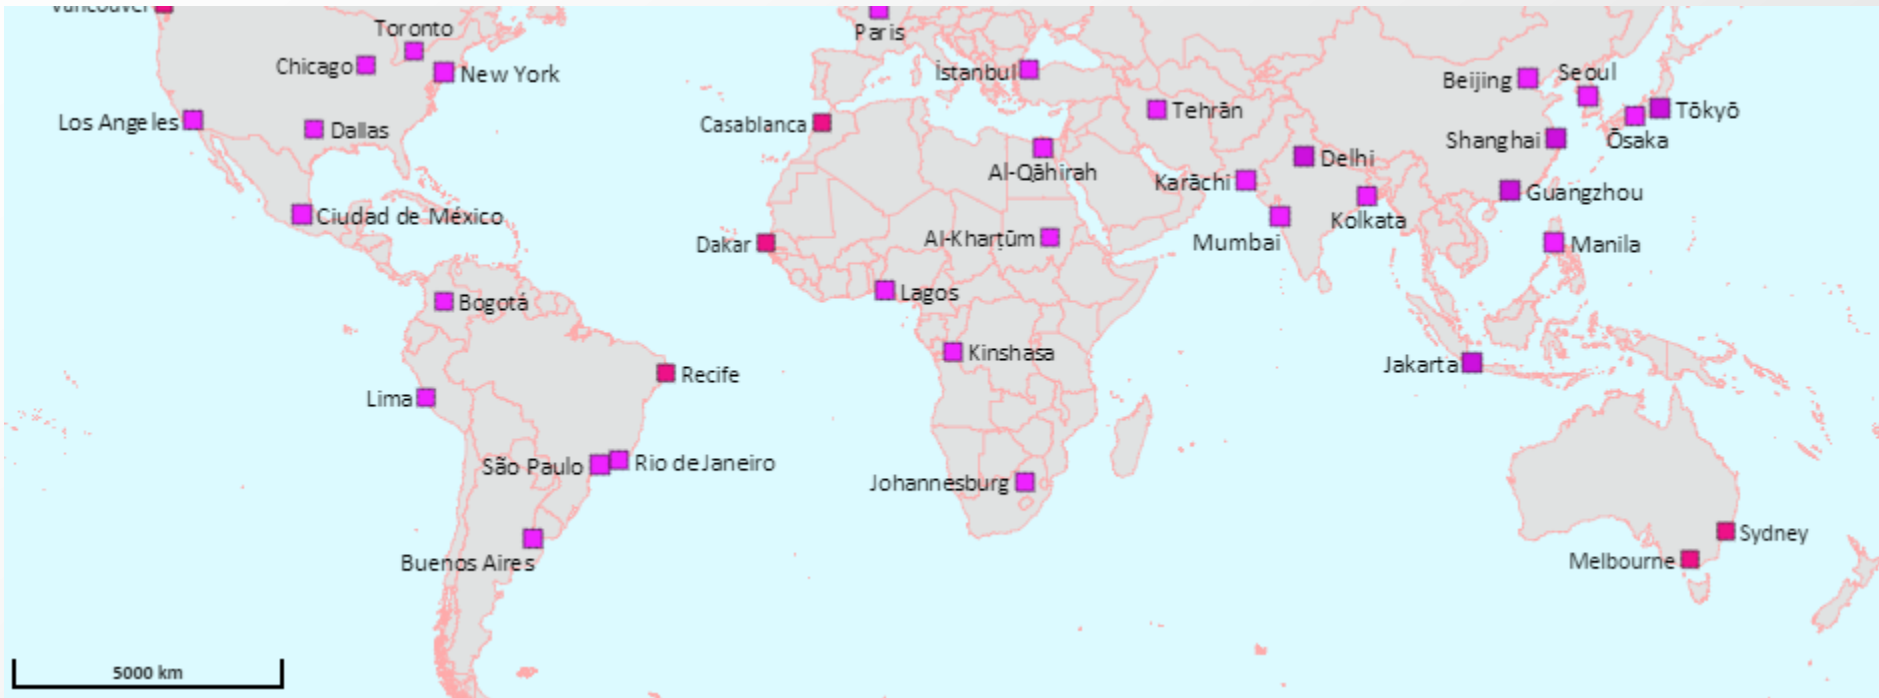 Vancouver
Toronto
Paris
Chicago
New York
İstanbul
Beijing
Seoul
Los Angeles
Dallas
Casablanca
Tehrān
Tōkyō
Shanghai
Ōsaka
Delhi
Al-Qāhirah
Karāchi
Guangzhou
Ciudad de México
Kolkata
Dakar
Al-Kharṭūm
Mumbai
Manila
Lagos
Bogotá
Kinshasa
Jakarta
Recife
Lima
São Paulo
Rio de Janeiro
Johannesburg
Sydney
Buenos Aires
Melbourne
5000 km